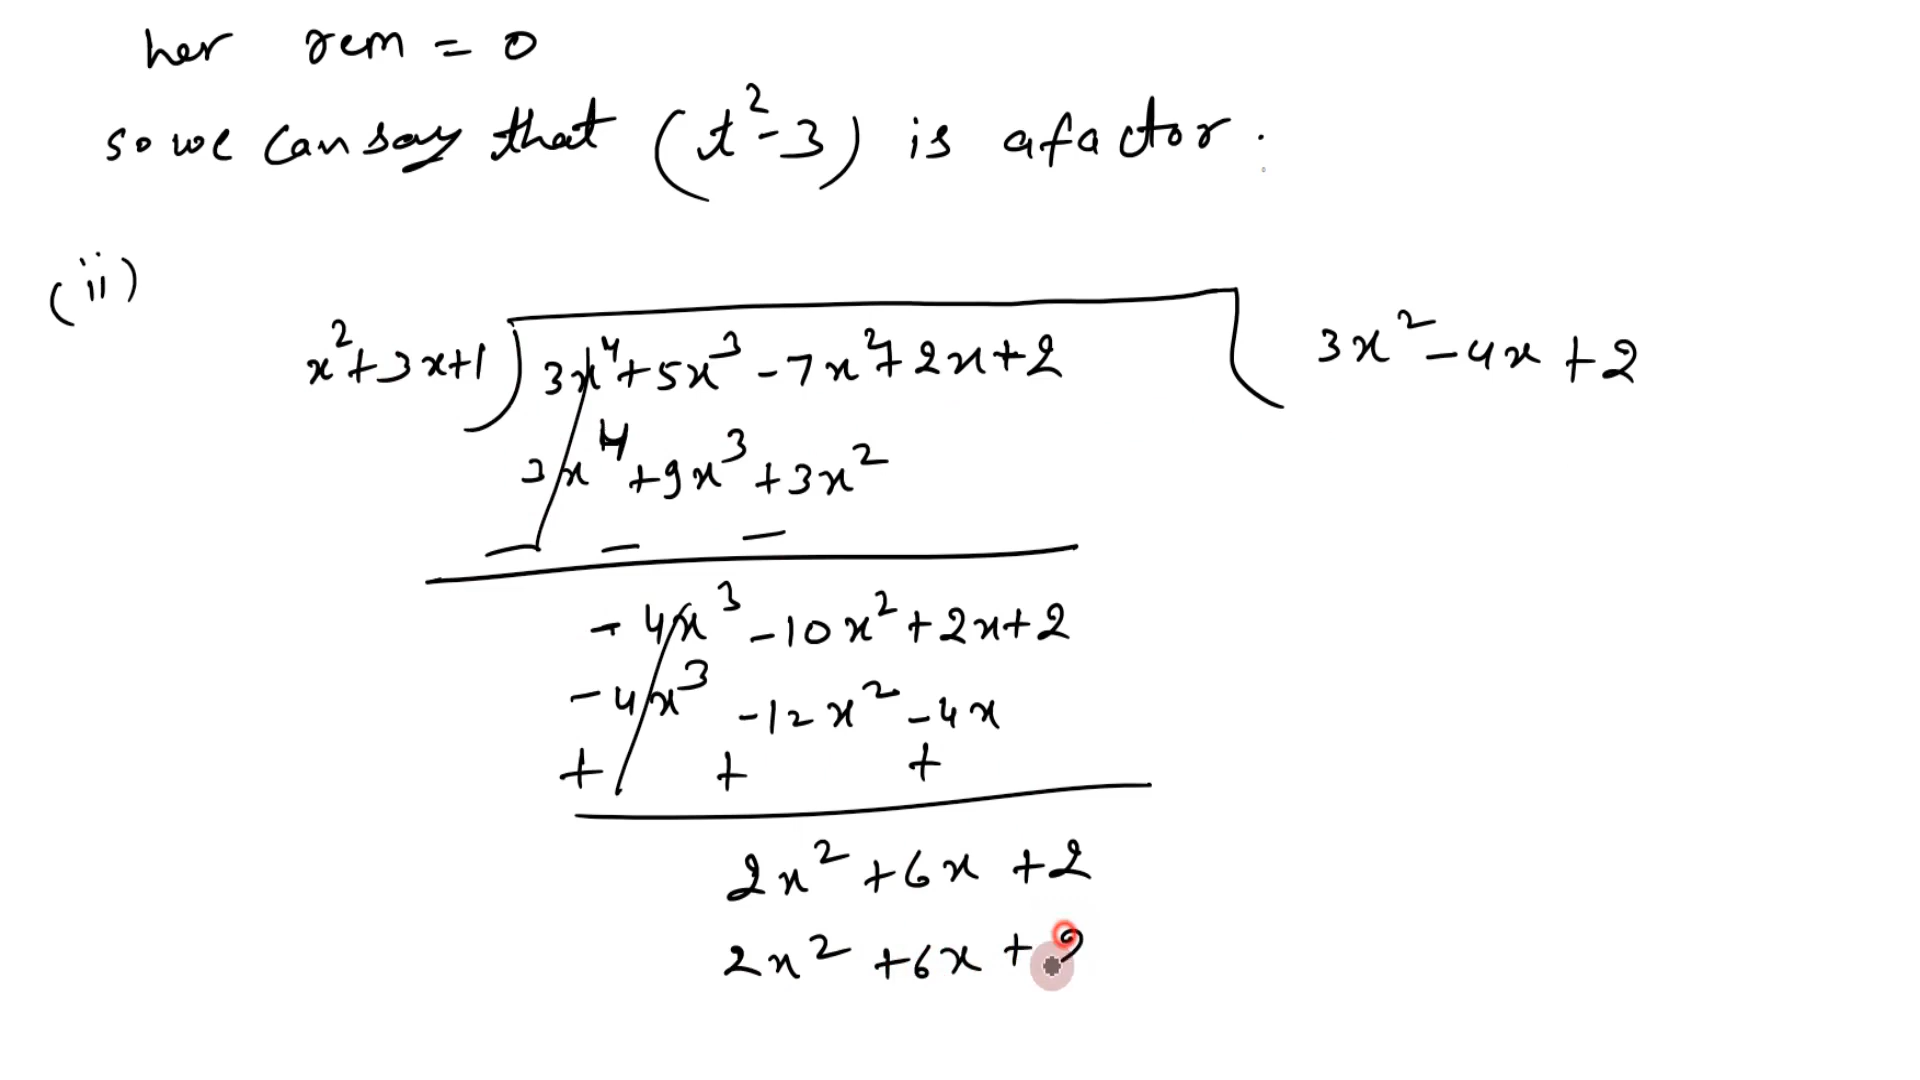 her rem = 0
so we can say that (t²-3) is a factor.
(ii)
x²+3x+1 ) 3x⁴+5x³-7x²+2x+2 ( 3x²-4x+2
3x⁴+9x³+3x²
- - -
-4x³-10x²+2x+2
-4x³-12x²-4x
+ + +
2x²+6x+2
2x²+6x+